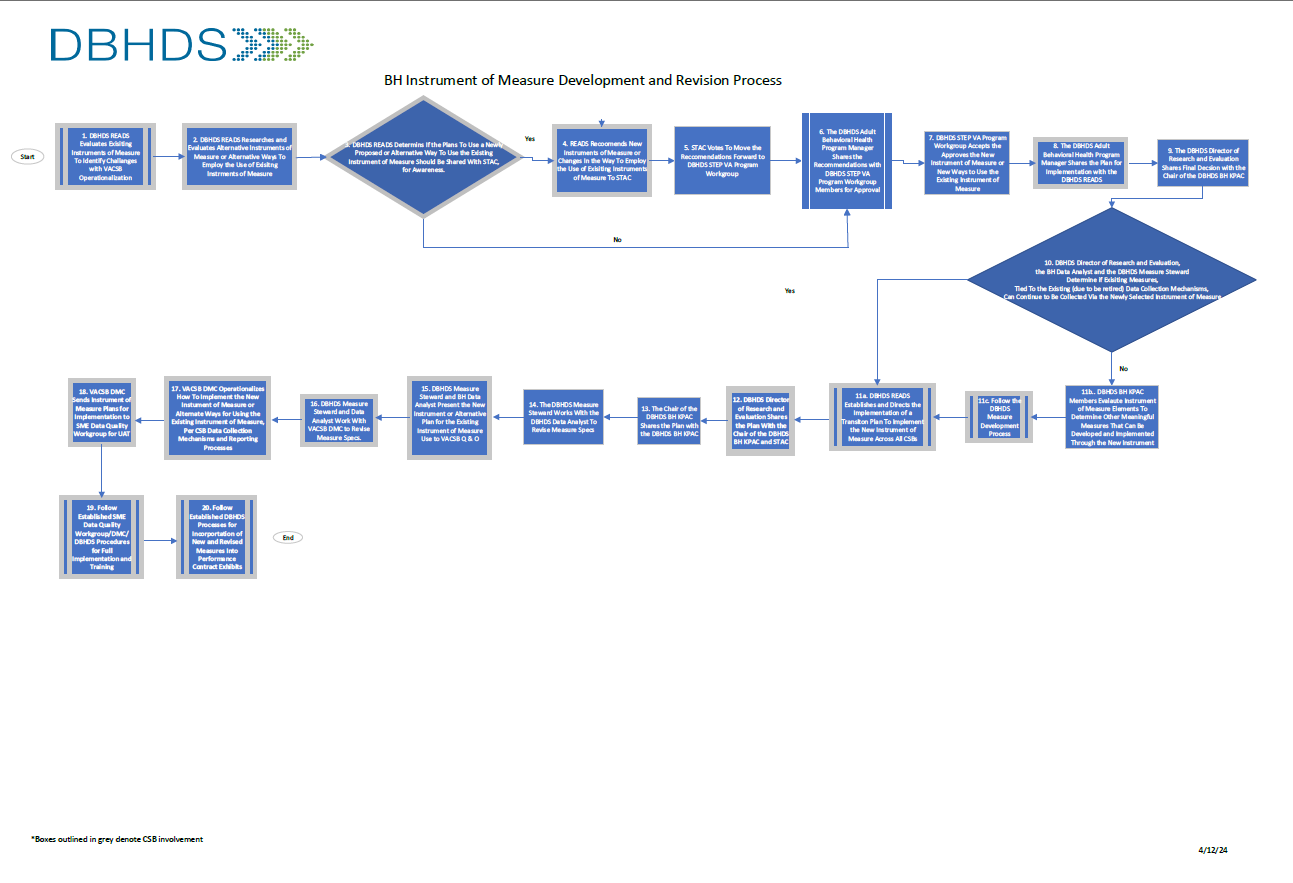 DBHDS
BH Instrument of Measure Development and Revision Process
Start
1. DBHDS READS
Evaluates Exisiting
Instruments of Measure
To Identify Challenges
with VACSB
Operationalization
2. DBHDS READS Researches and
Evaluates Alternative Instruments of
Measure or Alternative Ways To
Employ the Use of Exisitng
Instrments of Measure
3. DBHDS READS Determins If the Plans To Use a Newly
Proposed or Alternative Way To Use the Existing
Instrument of Measure Should Be Shared With STAC,
for Awareness.
Yes
No
4. READS Reccomends New
Instruments of Measure or
Changes In the Way To Employ
the Use of Existing Instruments
of Measure To STAC
5. STAC Votes To Move the
Reccomendations Forward to
DBHDS STEP VA Program
Workgroup
6. The DBHDS Adult
Behavioral Health
Program Manager
Shares the
Recommendations with
DBHDS STEP VA
Program Workgroup
Members for Approval
7. DBHDS STEP VA Program
Workgroup Accepts the
Approves the New
Instrument of Measure or
New Ways to Use the
Existing Instrument of
Measure
8. The DBHDS Adult
Behavioral Health Program
Manager Shares the Plan for
Implementation with the
DBHDS READS
9. The DBHDS Director of
Research and Evaluation
Shares Final Decision with the
Chair of the DBHDS BH KPAC
10. DBHDS Director of Research and Evaluation,
the BH Data Analyst and the DBHDS Measure Steward
Determine If Exisiting Measures,
Tied To the Existing (due to be retired) Data Collection Mechanisms,
Can Continue to Be Collected Via the Newly Selected Instrument of Measure
Yes
No
11b.. DBHDS BH KPAC
Members Evaluate Instrument
of Measure Elements To
Determine Other Meaningful
Measures That Can Be
Developed and Implemented
Through the New Instrument
11c. Follow the
DBHDS
Measure
Development
Process
11a. DBHDS READS
Establishes and Directs the
Implementation of a
Transiton Plan To Implement
the New Instrument of
Measure Across All CSBs
12. DBHDS Director
of Research and
Evaluation Shares
the Plan With the
Chair of the DBHDS
BH KPAC and STAC
13. The Chair of the
DBHDS BH KPAC
Shares the Plan with
the DBHDS BH KPAC
14. The DBHDS Measure
Steward Works With the
DBHDS Data Analyst To
Revise Measure Specs
15. DBHDS Measure
Steward and BH Data
Analyst Present the New
Instrument or Alternative
Plan for the Existing
Instrument of Measure
Use to VACSB Q & O
16. DBHDS Measure
Steward and Data
Analyst Work With
VACSB DMC to Revise
Measure Specs.
17. VACSB DMC Operationalizes
How To Implement the New
Instument of Measure or
Alternate Ways for Using the
Existing Instrument of Measure,
Per CSB Data Collection
Mechanisms and Reporting
Processes
18. VACSB DMC
Sends Instrument of
Measure Plans for
Implementation to
SME Data Quality
Workgroup for UAT
19. Follow
Established SME
Data Quality
Workgroup/DMC/
DBHDS Procedures
for Full
Implementation and
Training
20. Follow
Established DBHDS
Processes for
Incorportation of
New and Revised
Measures Into
Performance
Contract Exhibits
End
*Boxes outlined in grey denote CSB involvement
4/12/24